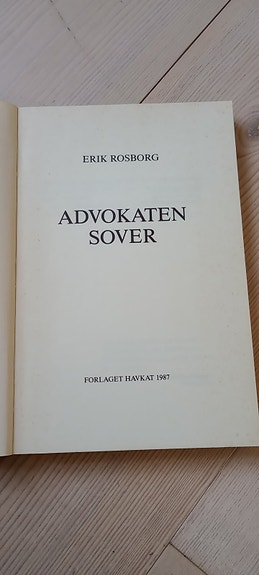 ERIK ROSBORG
ADVOKATEN
SOVER
FORLAGET HAVKAT 1987